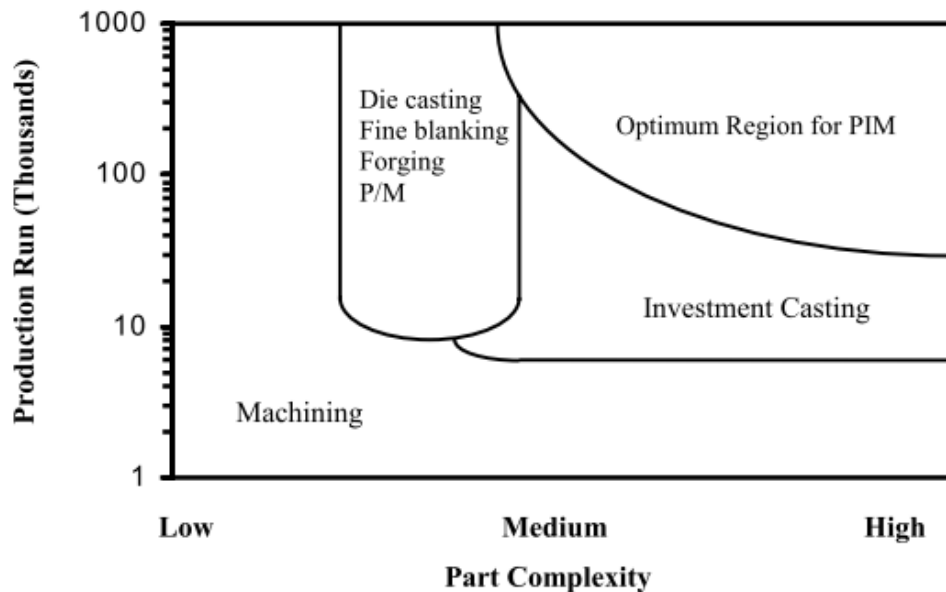 Production Run (Thousands)
1000
100
10
1
Die casting
Fine blanking
Forging
P/M
Optimum Region for PIM
Investment Casting
Machining
Low
Medium
High
Part Complexity